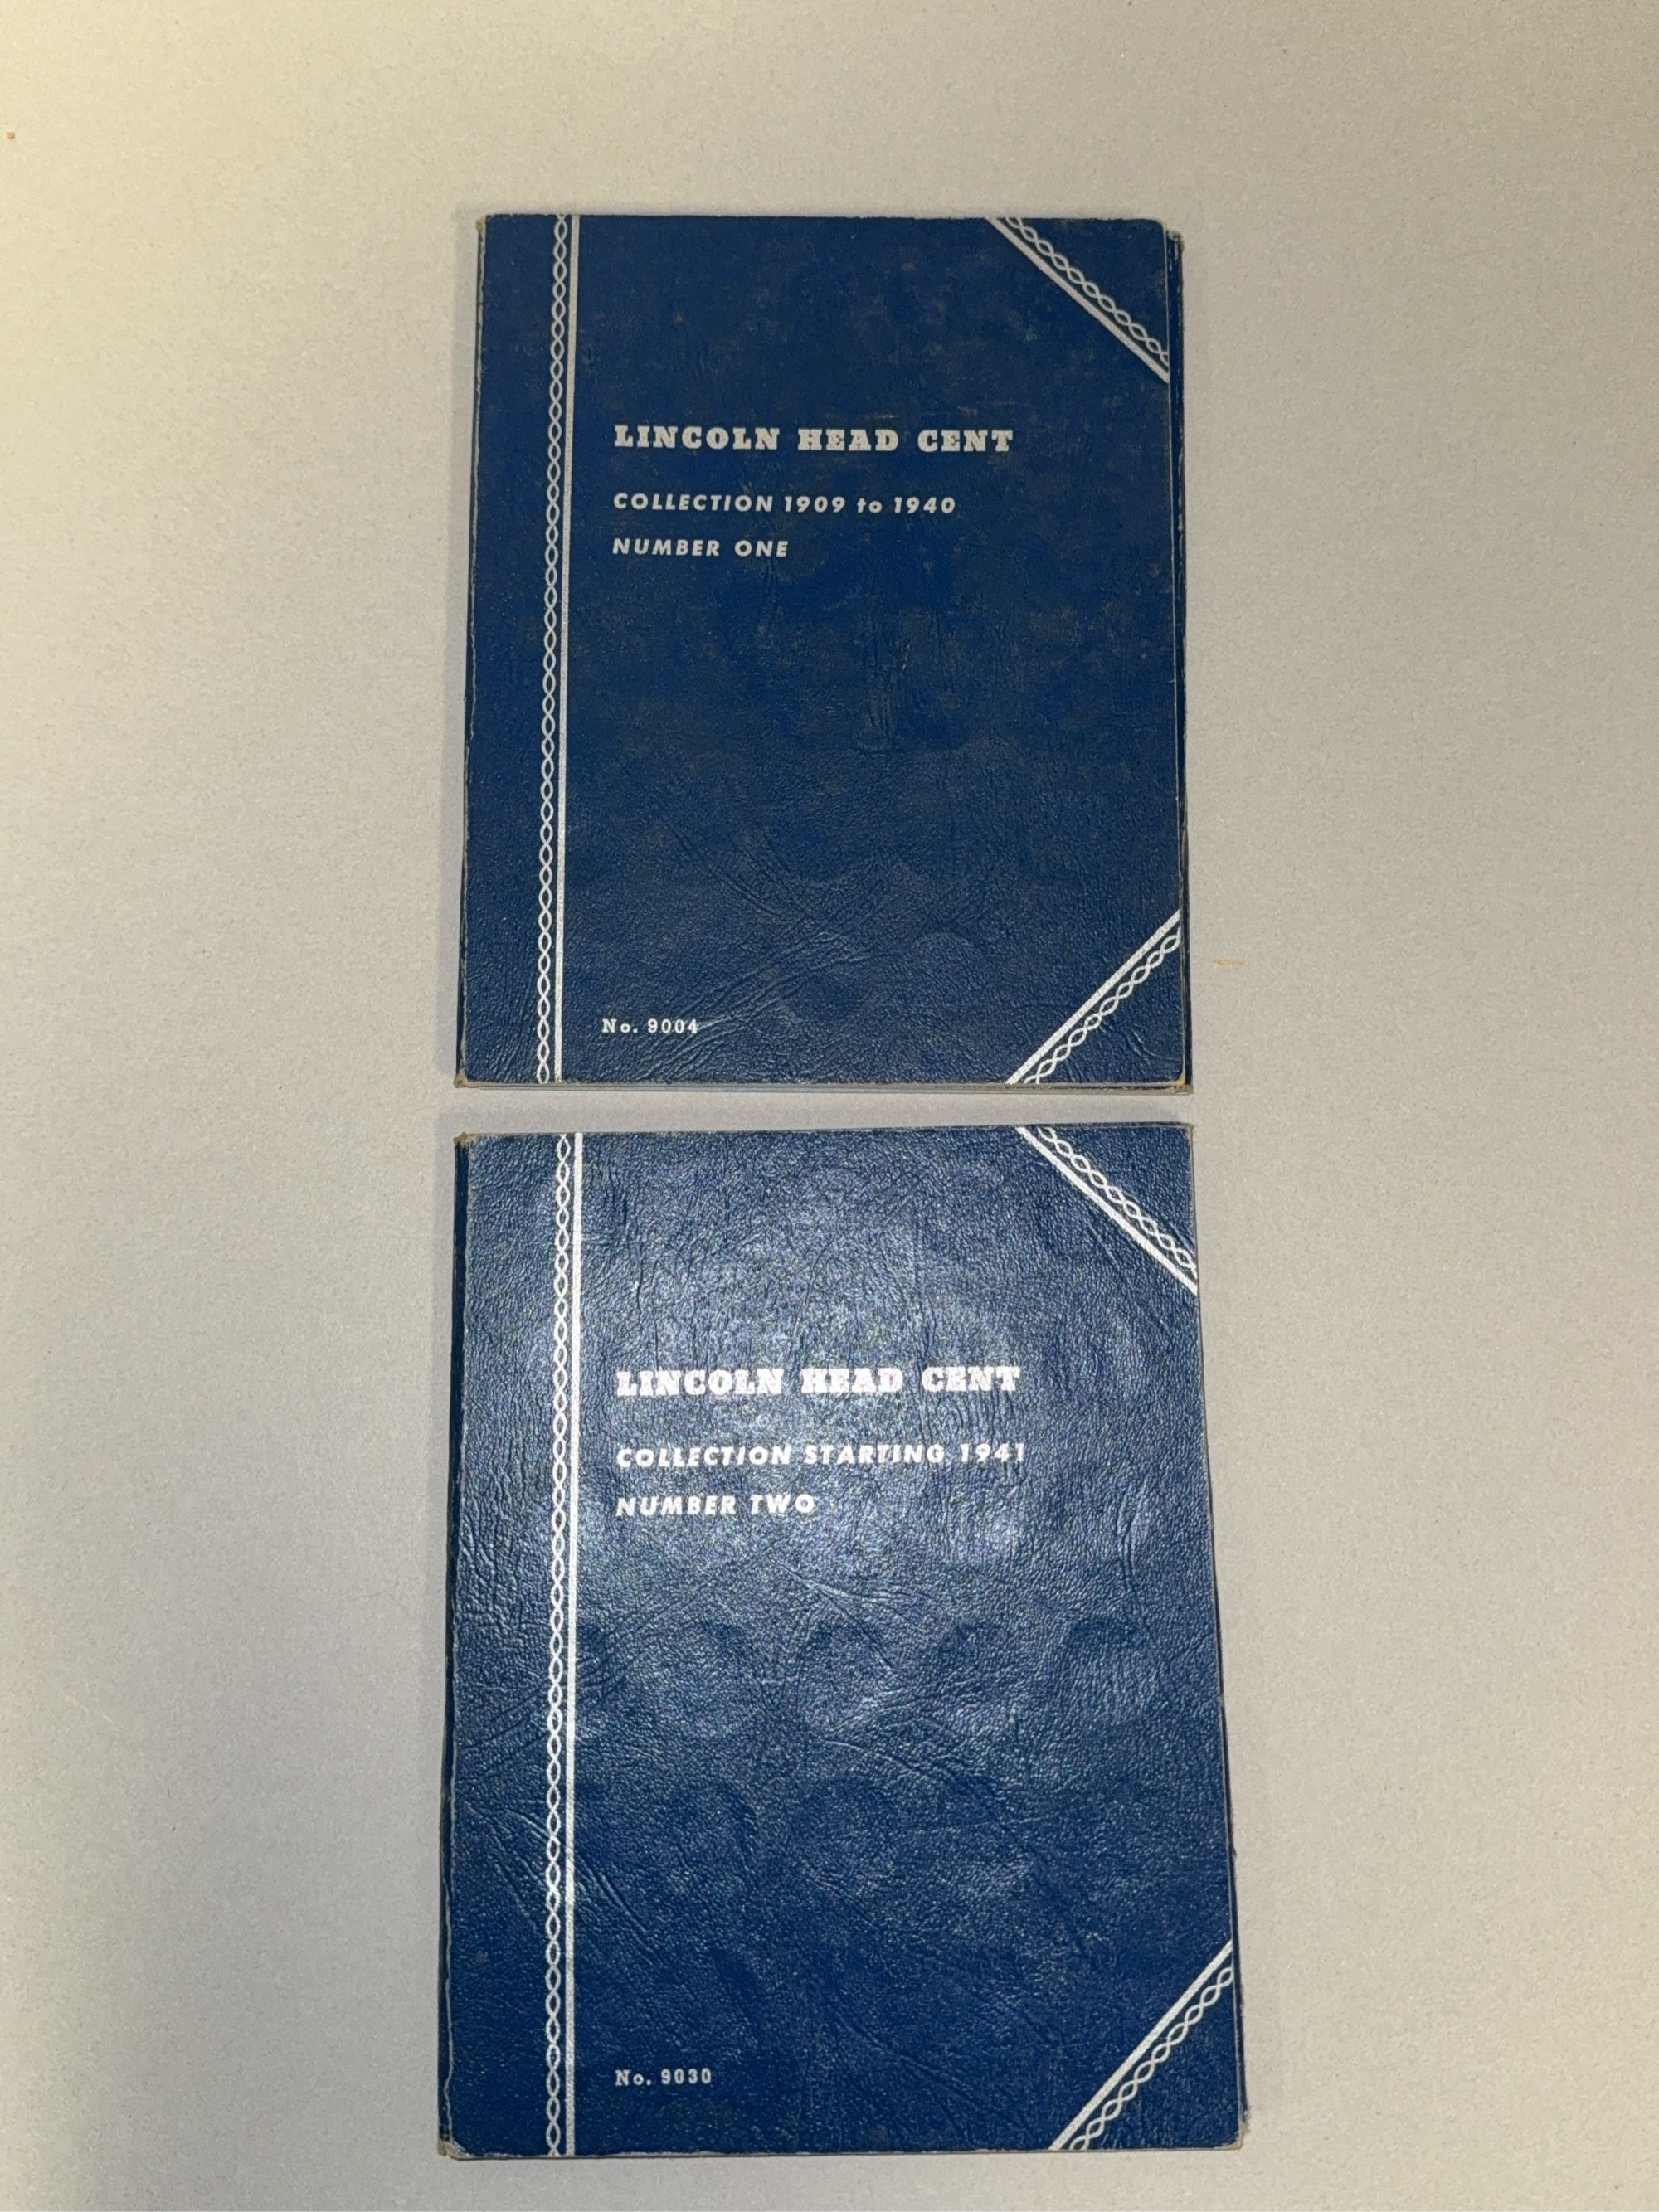 LINCOLN HEAD CENT
COLLECTION 1909 to 1940
NUMBER ONE
No. 9004
LINCOLN HEAD CENT
COLLECTION STARTING 1941
NUMBER TWO
No. 9030